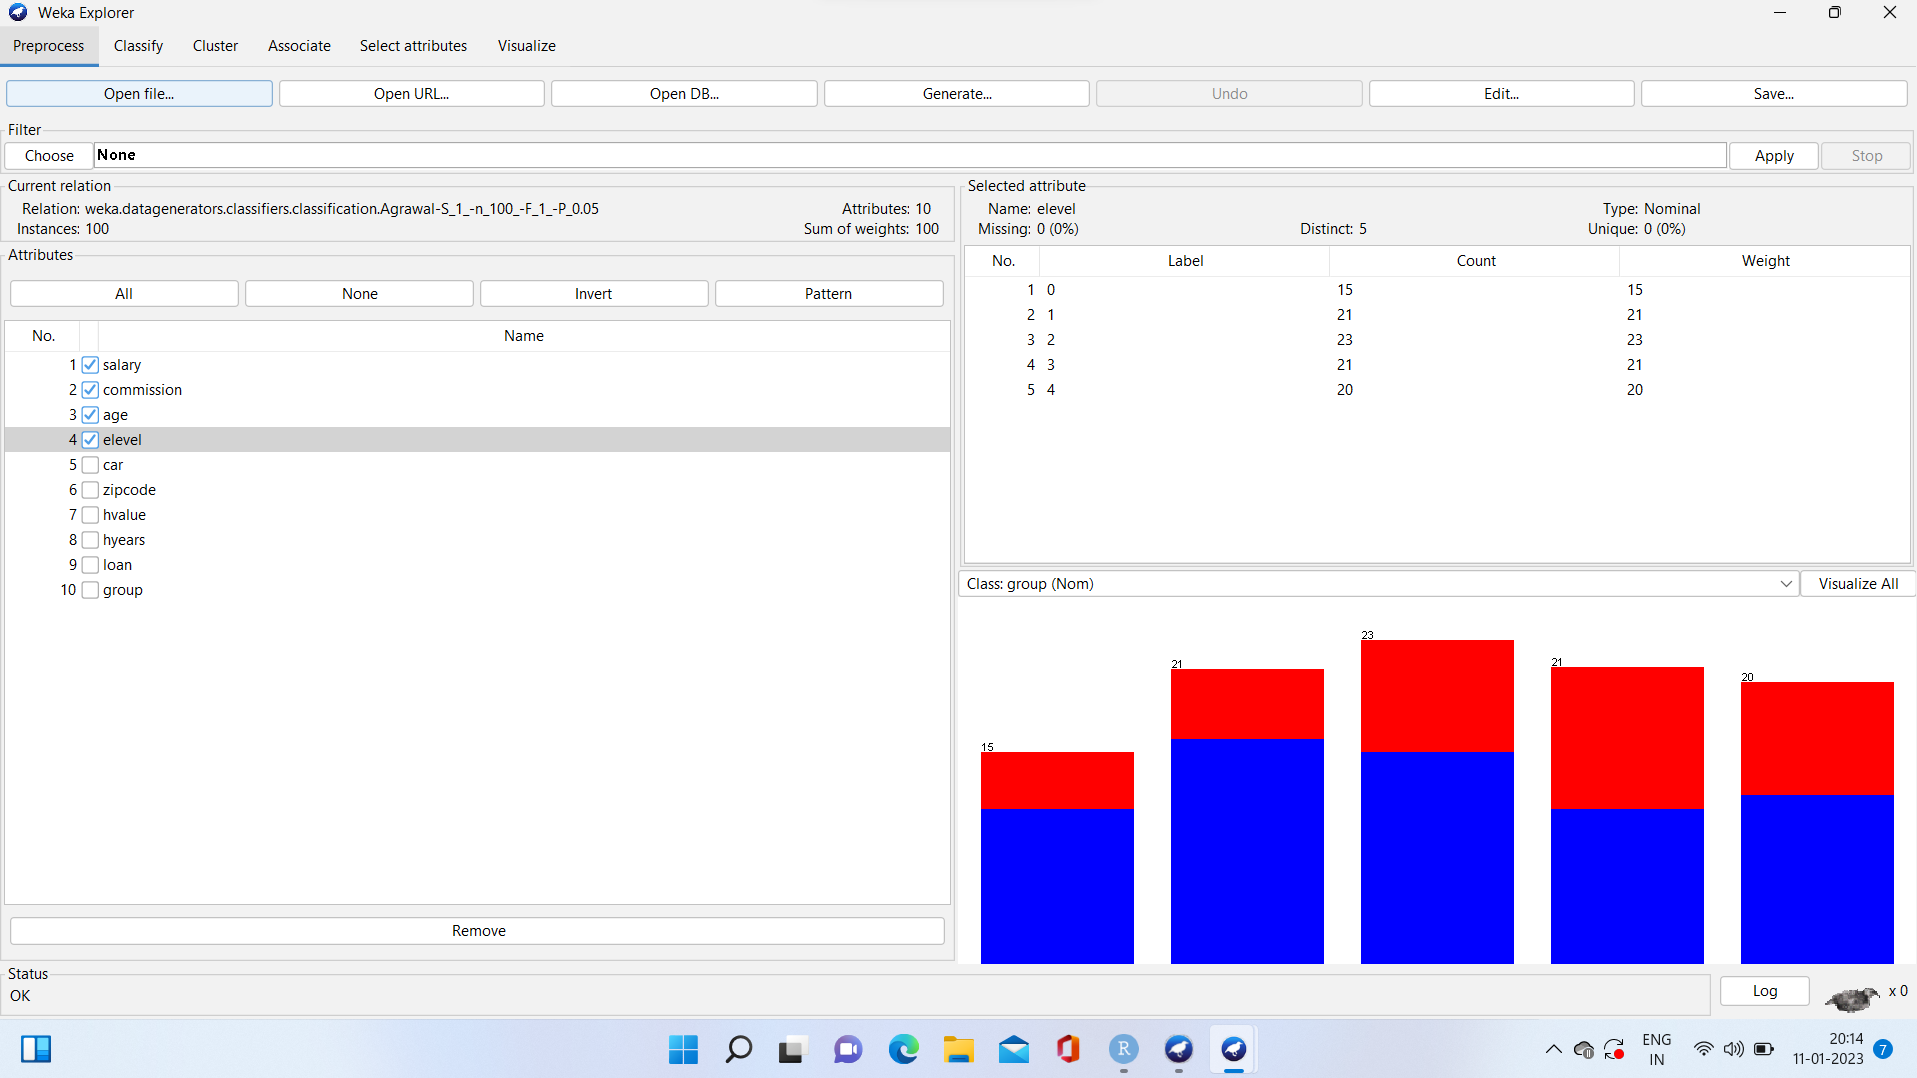 Weka Explorer
Preprocess Classify Cluster Associate Select attributes Visualize
Open file... Open URL... Open DB... Generate... Undo Edit... Save...
Filter
Choose None Apply Stop
Current relation
Relation: weka.datagenerators.classifiers.classification.Agrawal-S_1_-n_100_-F_1_-P_0.05 Attributes: 10
Instances: 100 Sum of weights: 100
Attributes
All None Invert Pattern
No. Name
1 salary
2 commission
3 age
4 elevel
5 car
6 zipcode
7 hvalue
8 hyears
9 loan
10 group
Remove
Selected attribute
Name: elevel Type: Nominal
Missing: 0 (0%) Distinct: 5 Unique: 0 (0%)
No. Label Count Weight
1 0 15 15
2 1 21 21
3 2 23 23
4 3 21 21
5 4 20 20
Class: group (Nom) Visualize All
15 21 23 21 20
Status
OK
Log x 0
R
ENG
IN
20:14
11-01-2023
7